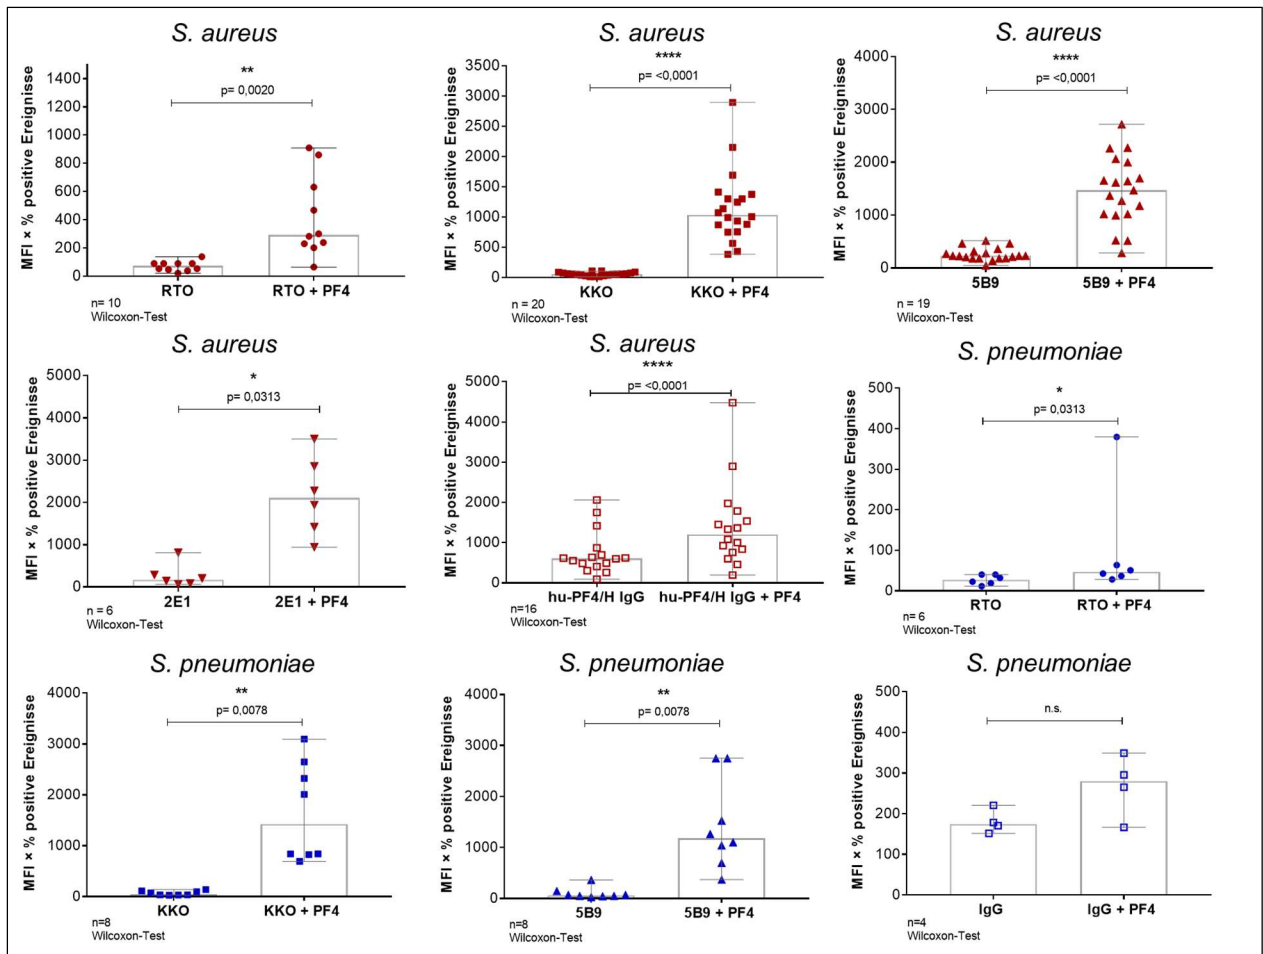 S. aureus
MFI × % positive Ereignisse
1400
1200
1000
800
600
400
200
0
**
p= 0,0020
RTO
RTO + PF4
n= 10
Wilcoxon-Test
S. aureus
MFI × % positive Ereignisse
3500
3000
2500
2000
1500
1000
500
0
****
p= <0,0001
KKO
KKO + PF4
n = 20
Wilcoxon-Test
S. aureus
MFI × % positive Ereignisse
4000
3000
2000
1000
0
****
p= <0,0001
5B9
5B9 + PF4
n = 19
Wilcoxon-Test
S. aureus
MFI × % positive Ereignisse
5000
4000
3000
2000
1000
0
*
p= 0,0313
2E1
2E1 + PF4
n = 6
Wilcoxon-Test
S. aureus
MFI × % positive Ereignisse
5000
4000
3000
2000
1000
0
****
p= <0,0001
hu-PF4/H IgG
hu-PF4/H IgG + PF4
n=16
Wilcoxon-Test
S. pneumoniae
MFI × % positive Ereignisse
500
400
300
200
100
0
*
p= 0,0313
RTO
RTO + PF4
n= 6
Wilcoxon-Test
S. pneumoniae
MFI × % positive Ereignisse
4000
3000
2000
1000
0
**
p= 0,0078
KKO
KKO + PF4
n=8
Wilcoxon-Test
S. pneumoniae
MFI × % positive Ereignisse
4000
3000
2000
1000
0
**
p= 0,0078
5B9
5B9 + PF4
n=8
Wilcoxon-Test
S. pneumoniae
MFI × % positive Ereignisse
500
400
300
200
100
0
n.s.
IgG
IgG + PF4
n=4
Wilcoxon-Test